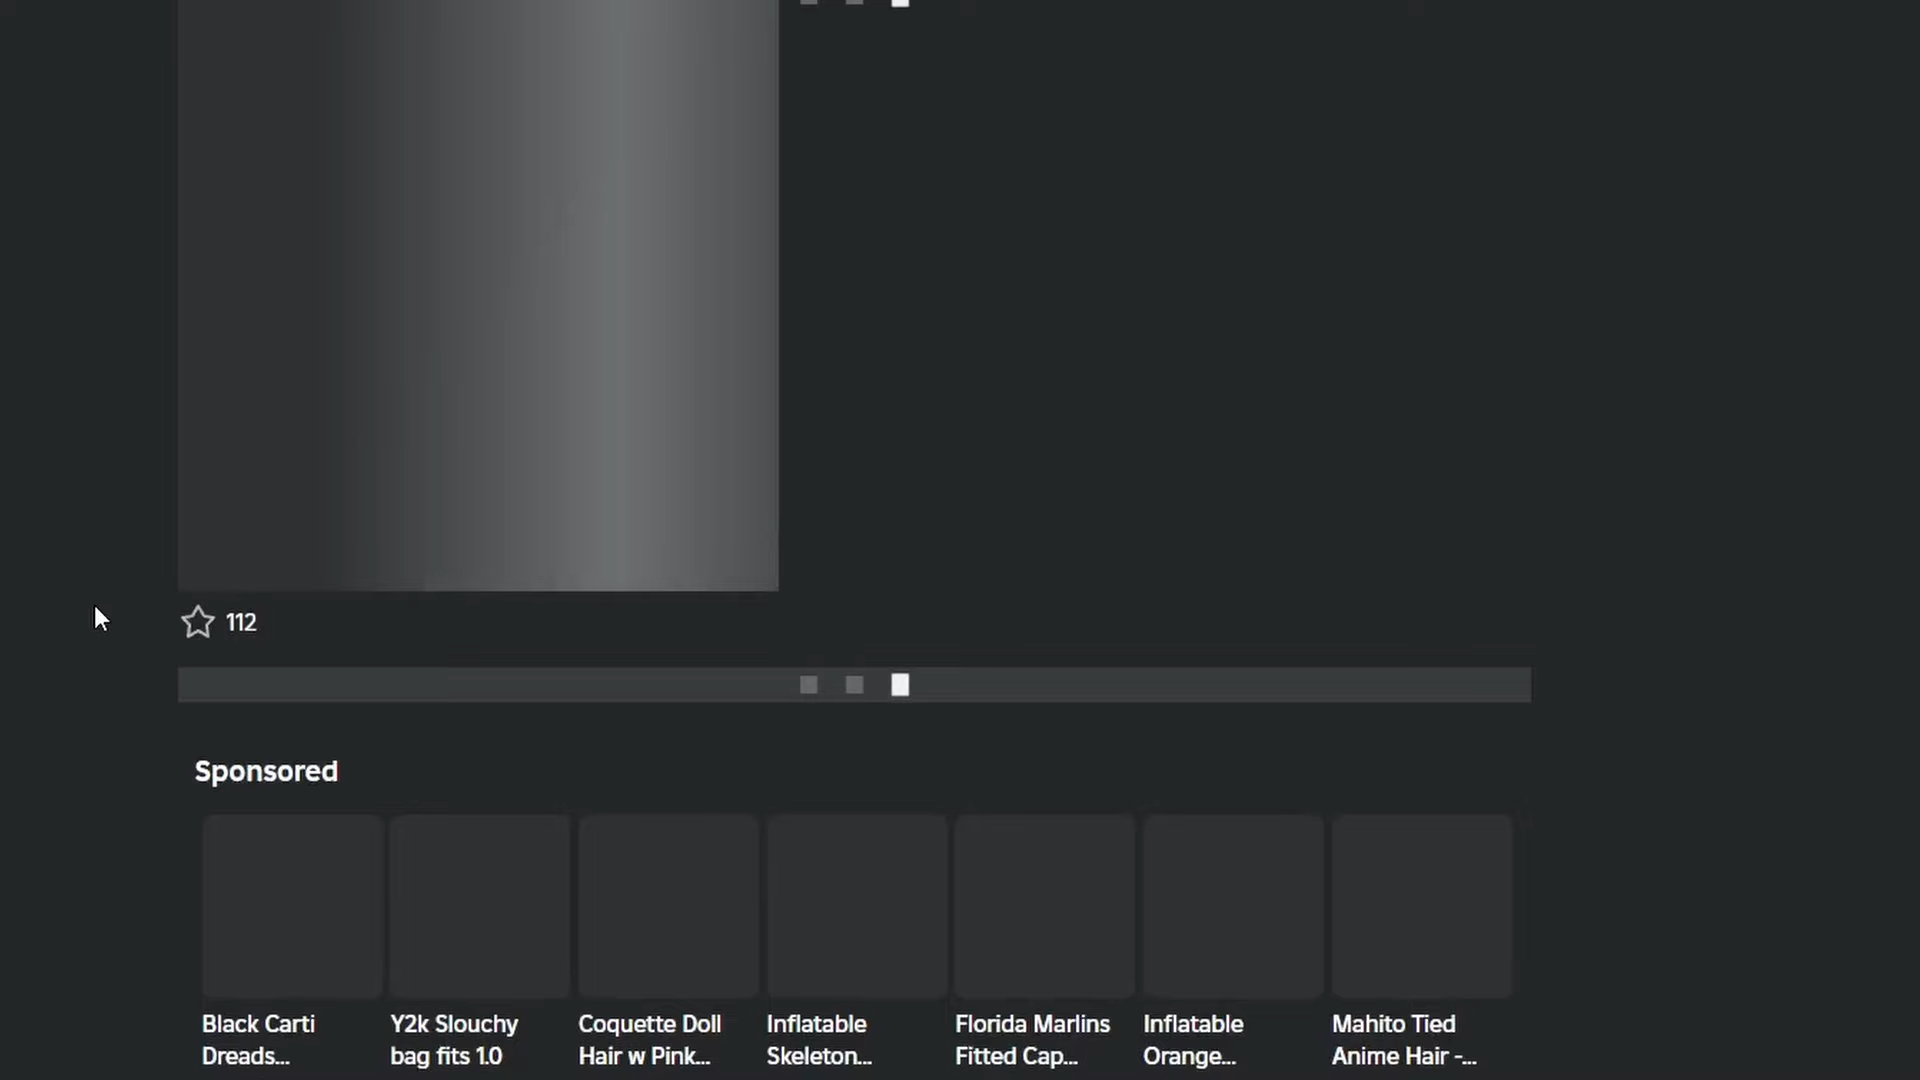 112
Sponsored
Black Carti
Dreads...
Y2k Slouchy
bag fits 1.0
Coquette Doll
Hair w Pink...
Inflatable
Skeleton...
Florida Marlins
Fitted Cap...
Inflatable
Orange...
Mahito Tied
Anime Hair -...